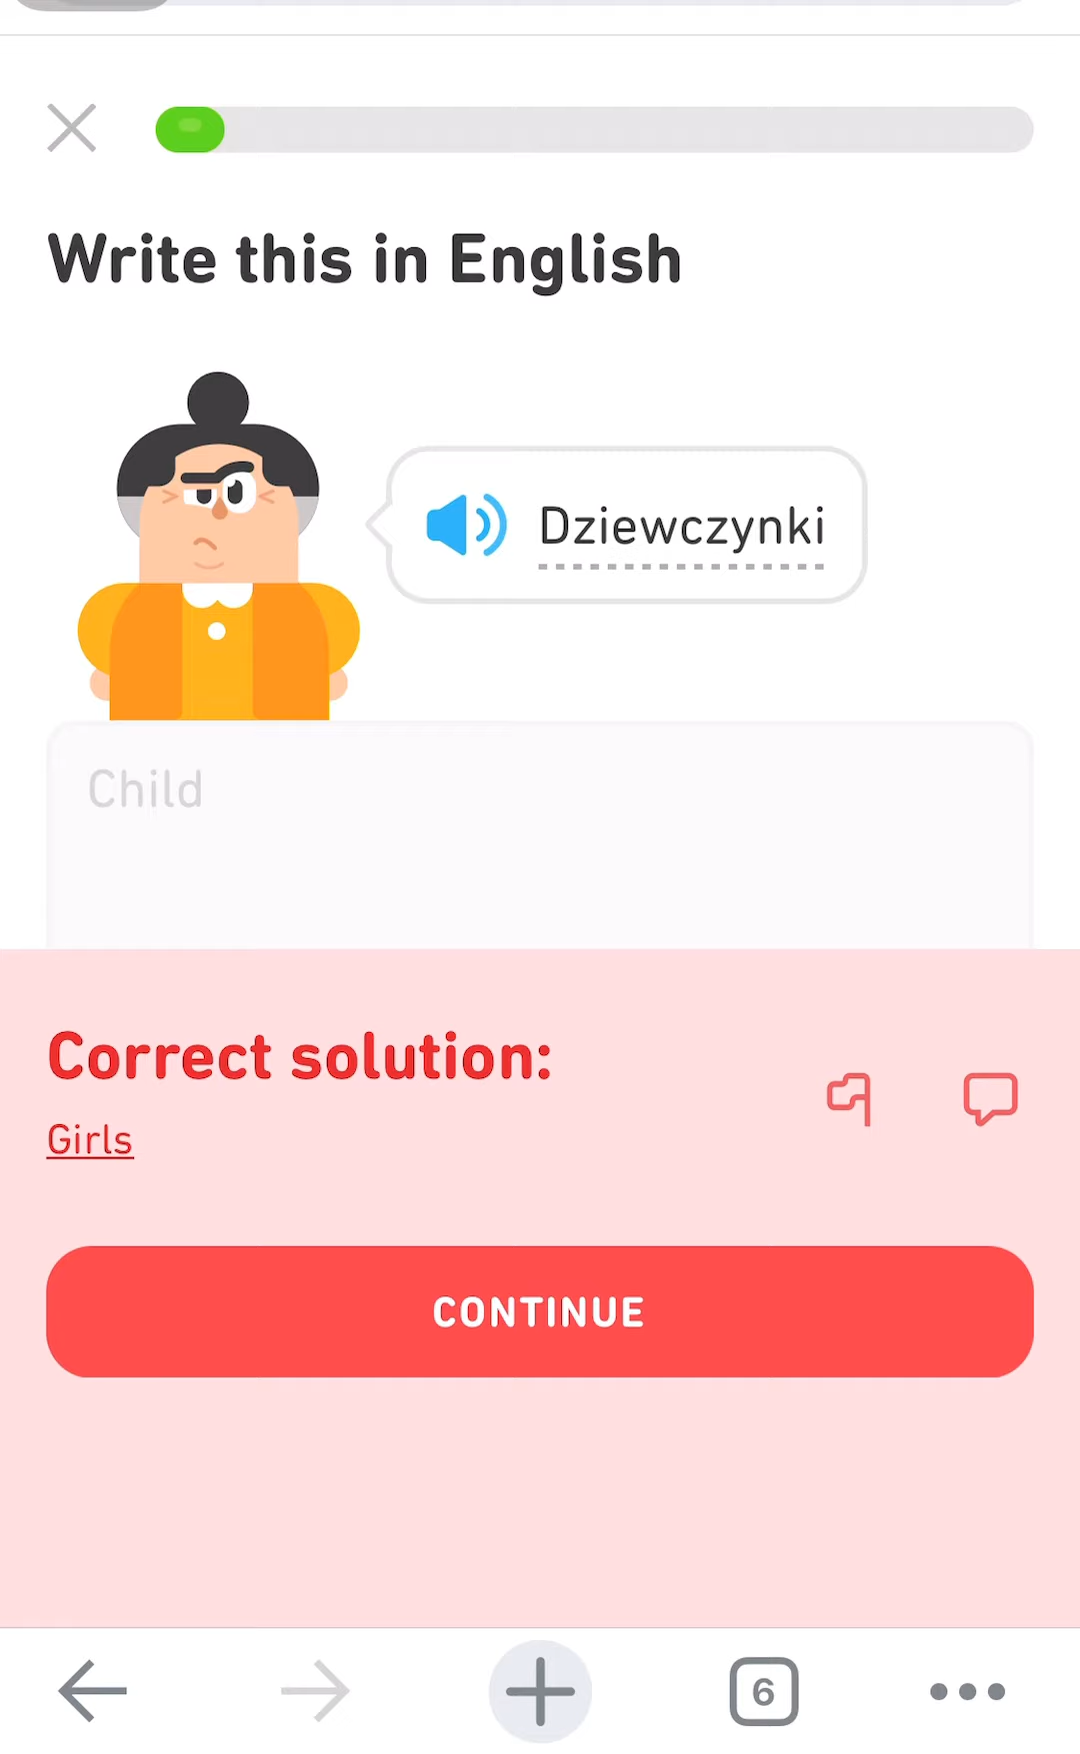 Write this in English
Dziewczynki
Child
Correct solution:
Girls
CONTINUE
6